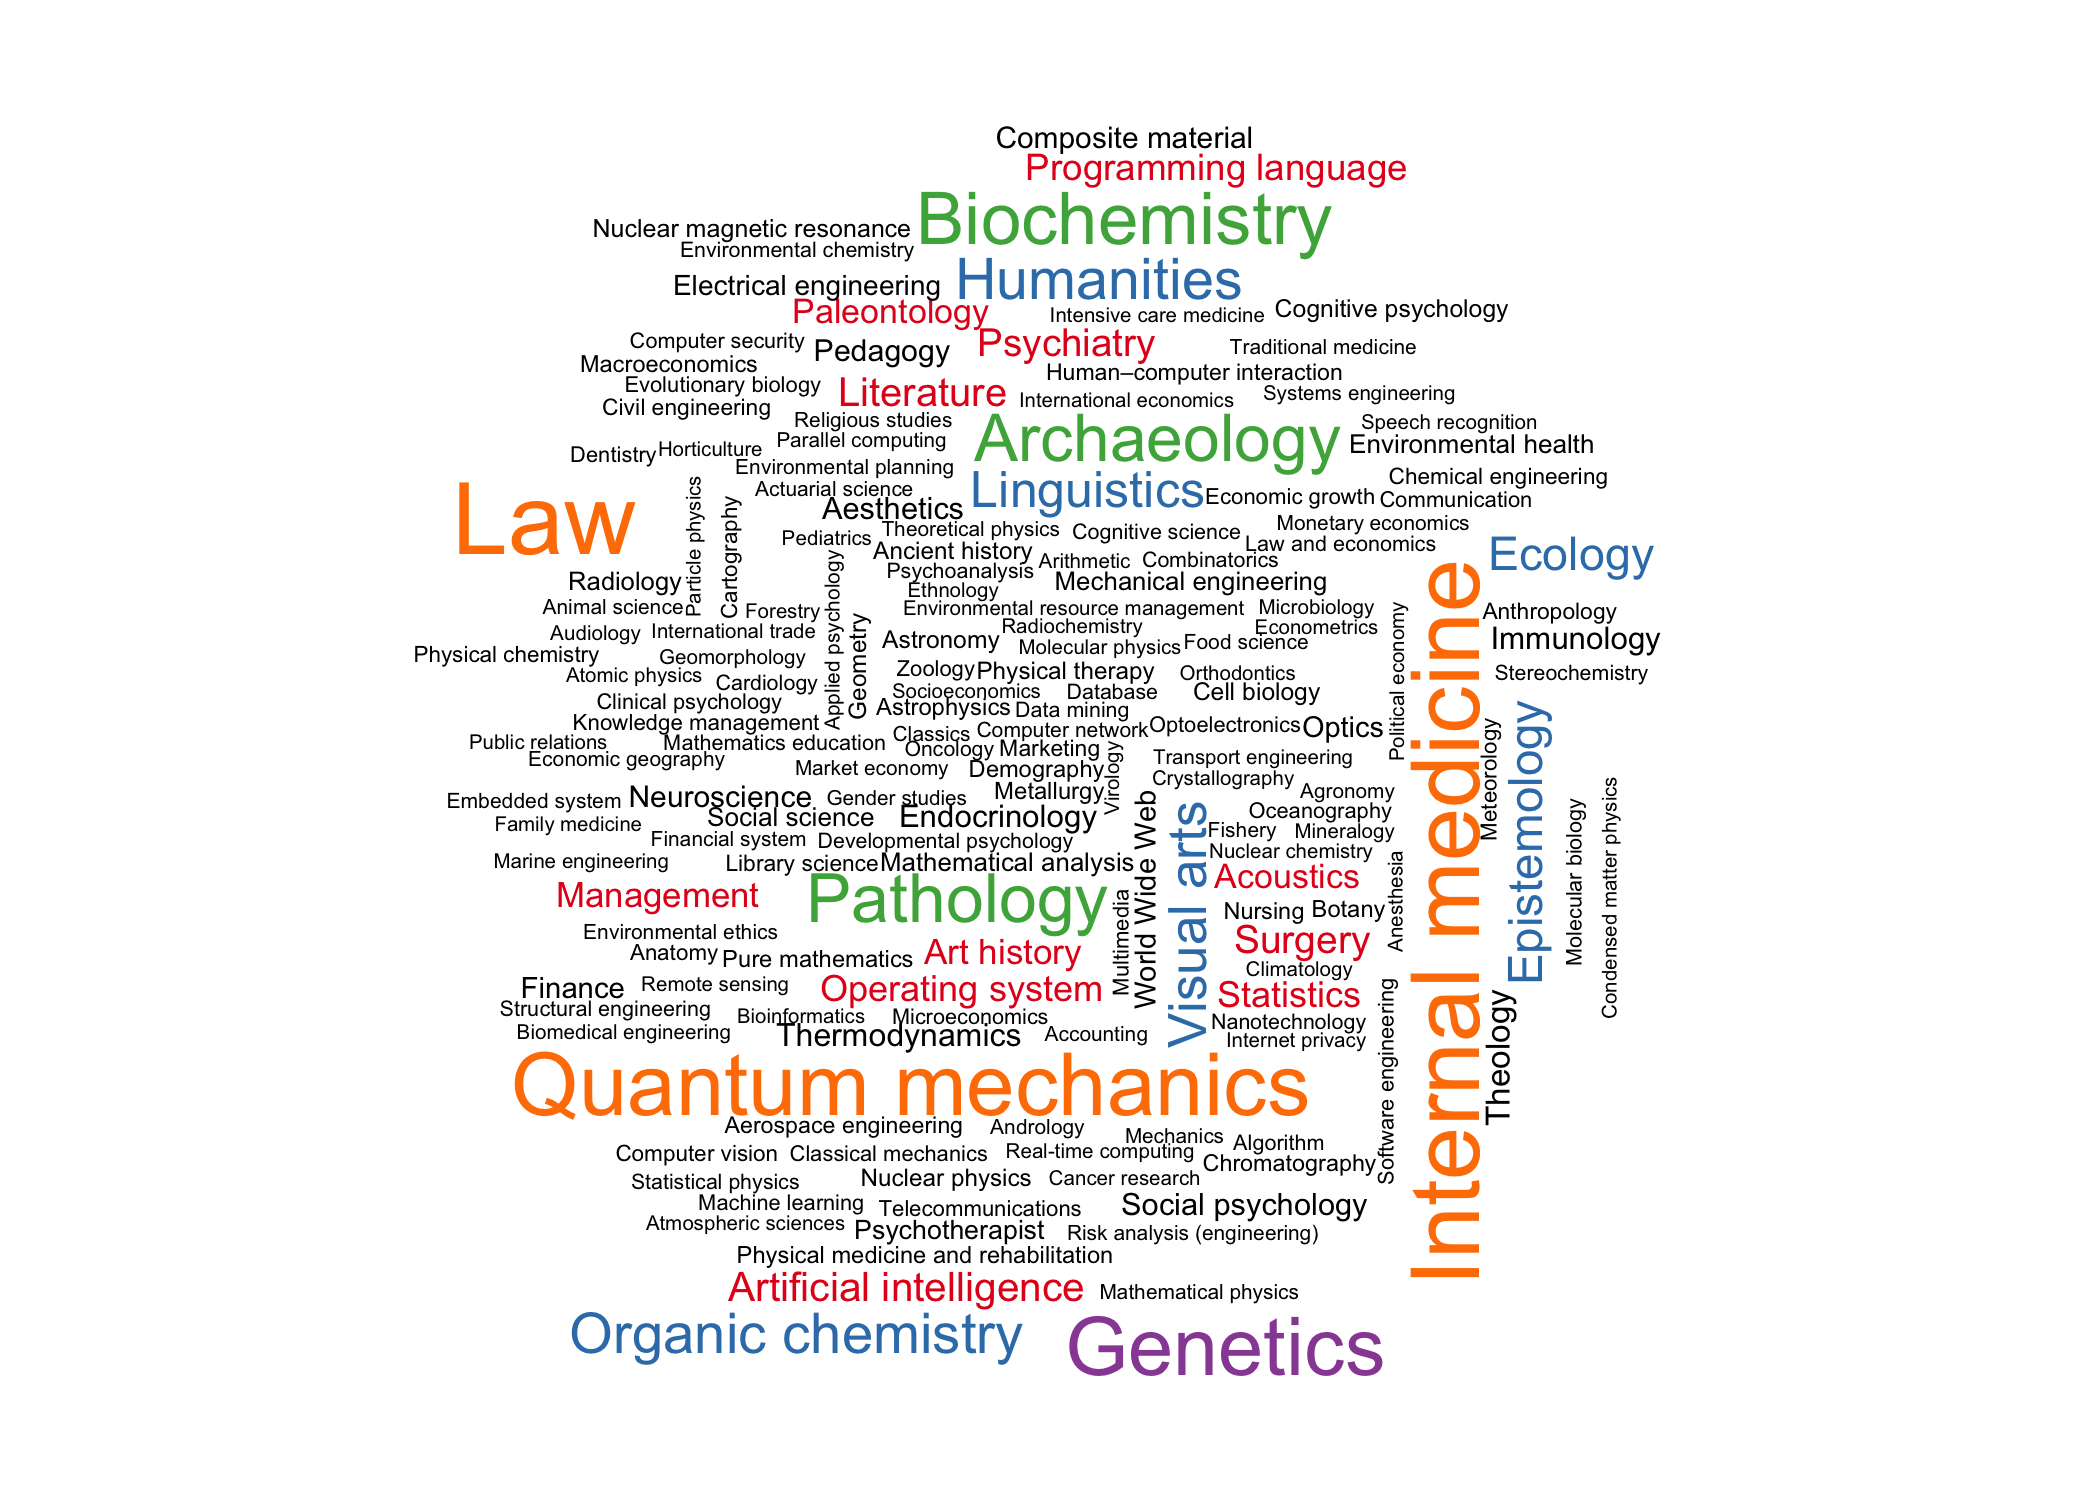 Composite material
Programming language
Biochemistry
Nuclear magnetic resonance
Environmental chemistry
Humanities
Electrical engineering
Paleontology
Intensive care medicine
Cognitive psychology
Computer security
Pedagogy
Psychiatry
Traditional medicine
Macroeconomics
Human–computer interaction
Evolutionary biology
Literature
International economics
Systems engineering
Civil engineering
Religious studies
Speech recognition
Parallel computing
Archaeology
Environmental health
Dentistry
Horticulture
Environmental planning
Chemical engineering
Actuarial science
Linguistics
Economic growth
Communication
Law
Particle physics
Cartography
Aesthetics
Theoretical physics
Cognitive science
Monetary economics
Pediatrics
Ancient history
Law and economics
Ecology
Arithmetic
Combinatorics
Psychoanalysis
Radiology
Mechanical engineering
Ethnology
Animal science
Forestry
Applied psychology
Geometry
Environmental resource management
Microbiology
Anthropology
Audiology
International trade
Radiochemistry
Econometrics
Political economy
Immunology
Astronomy
Molecular physics
Food science
Physical chemistry
Geomorphology
Zoology
Physical therapy
Orthodontics
Stereochemistry
Atomic physics
Cardiology
Socioeconomics
Database
Cell biology
Clinical psychology
Astrophysics
Data mining
Knowledge management
Classics
Computer network
Optoelectronics
Optics
Public relations
Mathematics education
Oncology
Marketing
Economic geography
Market economy
Demography
Virology
Transport engineering
Crystallography
Internal medicine
Meteorology
Epistemology
Embedded system
Neuroscience
Gender studies
Metallurgy
Agronomy
Oceanography
Family medicine
Social science
Endocrinology
World Wide Web
Visual arts
Fishery
Mineralogy
Financial system
Developmental psychology
Nuclear chemistry
Marine engineering
Library science
Mathematical analysis
Acoustics
Anesthesia
Molecular biology
Condensed matter physics
Management
Pathology
Multimedia
Nursing
Botany
Environmental ethics
Anatomy
Pure mathematics
Art history
Surgery
Climatology
Finance
Remote sensing
Operating system
Statistics
Structural engineering
Bioinformatics
Microeconomics
Nanotechnology
Biomedical engineering
Thermodynamics
Accounting
Internet privacy
Software engineering
Theology
Quantum mechanics
Aerospace engineering
Andrology
Mechanics
Algorithm
Computer vision
Classical mechanics
Real-time computing
Chromatography
Statistical physics
Nuclear physics
Cancer research
Machine learning
Telecommunications
Social psychology
Atmospheric sciences
Psychotherapist
Risk analysis (engineering)
Physical medicine and rehabilitation
Artificial intelligence
Mathematical physics
Organic chemistry
Genetics